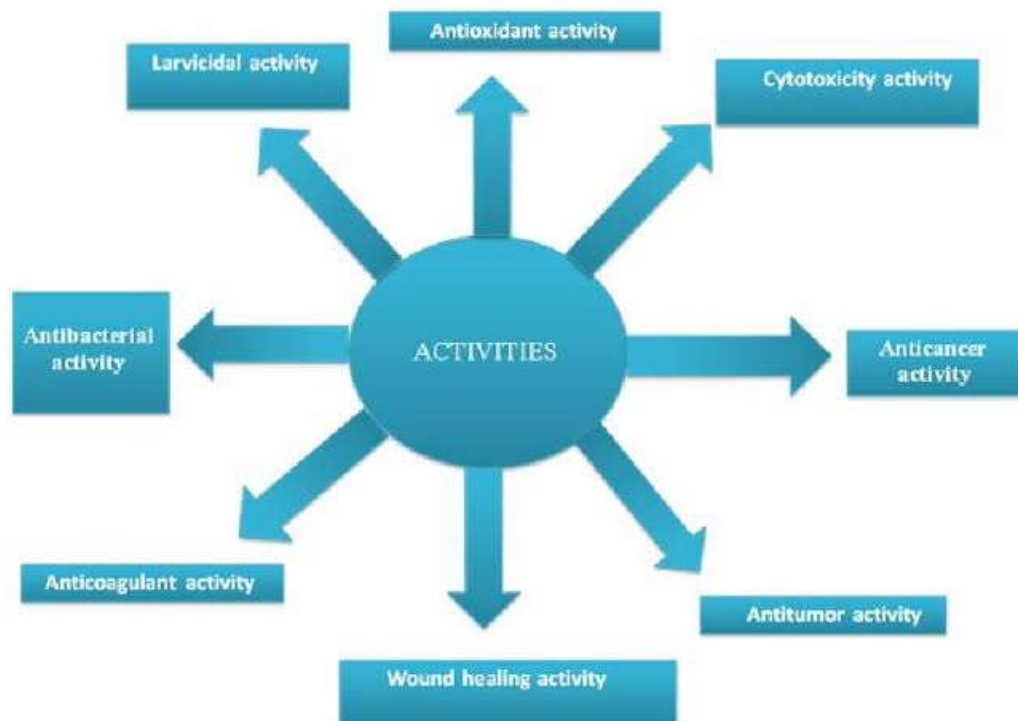 Antioxidant activity
Larvicidal activity
Cytotoxicity activity
Antibacterial
activity
ACTIVITIES
Anticancer
activity
Anticoagulant activity
Antitumor activity
Wound healing activity